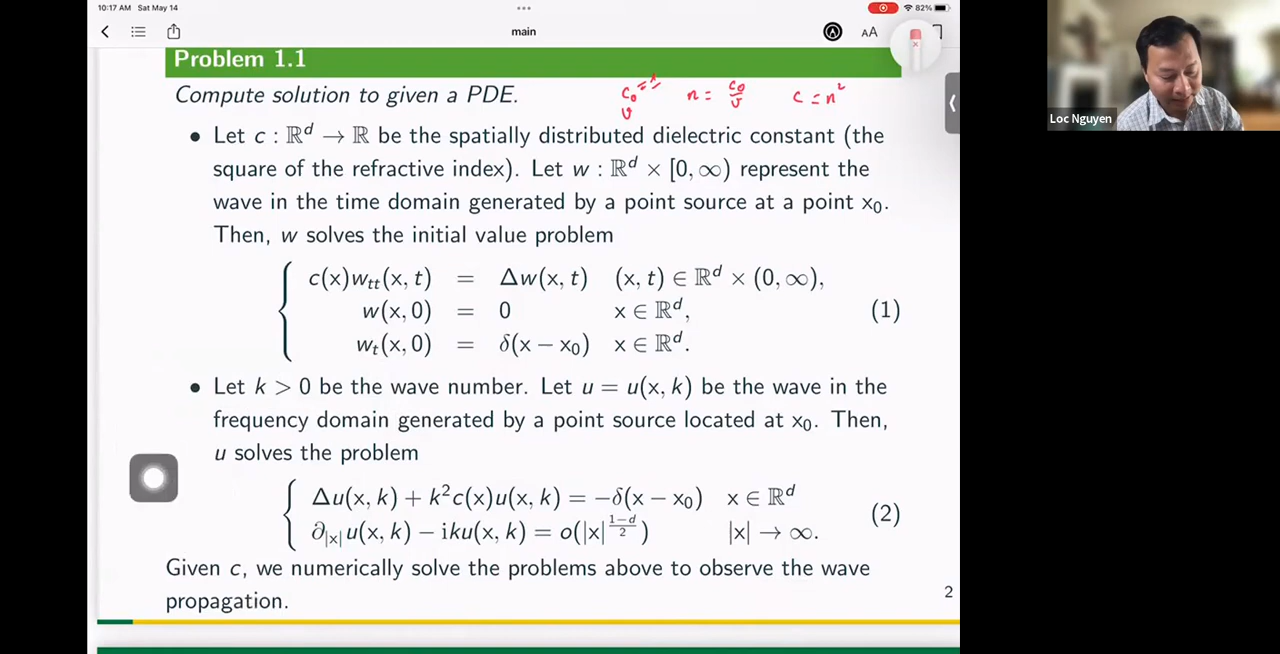 10:17 AM Sat May 14
82%
main
AA
Problem 1.1
Compute solution to given a PDE.
n = c₀/v
c = n²
• Let c : ℝᵈ → ℝ be the spatially distributed dielectric constant (the
square of the refractive index). Let w : ℝᵈ × [0, ∞) represent the
wave in the time domain generated by a point source at a point x₀.
Then, w solves the initial value problem
c(x)wₜₜ(x, t) = Δw(x, t) (x, t) ∈ ℝᵈ × (0, ∞),
w(x, 0) = 0 x ∈ ℝᵈ, (1)
wₜ(x, 0) = δ(x − x₀) x ∈ ℝᵈ.
• Let k > 0 be the wave number. Let u = u(x, k) be the wave in the
frequency domain generated by a point source located at x₀. Then,
u solves the problem
Δu(x, k) + k²c(x)u(x, k) = −δ(x − x₀) x ∈ ℝᵈ
(2)
∂_{|x|}u(x, k) − iku(x, k) = o(|x|^{(1−d)/2}) |x| → ∞.
Given c, we numerically solve the problems above to observe the wave
propagation.
2
Loc Nguyen